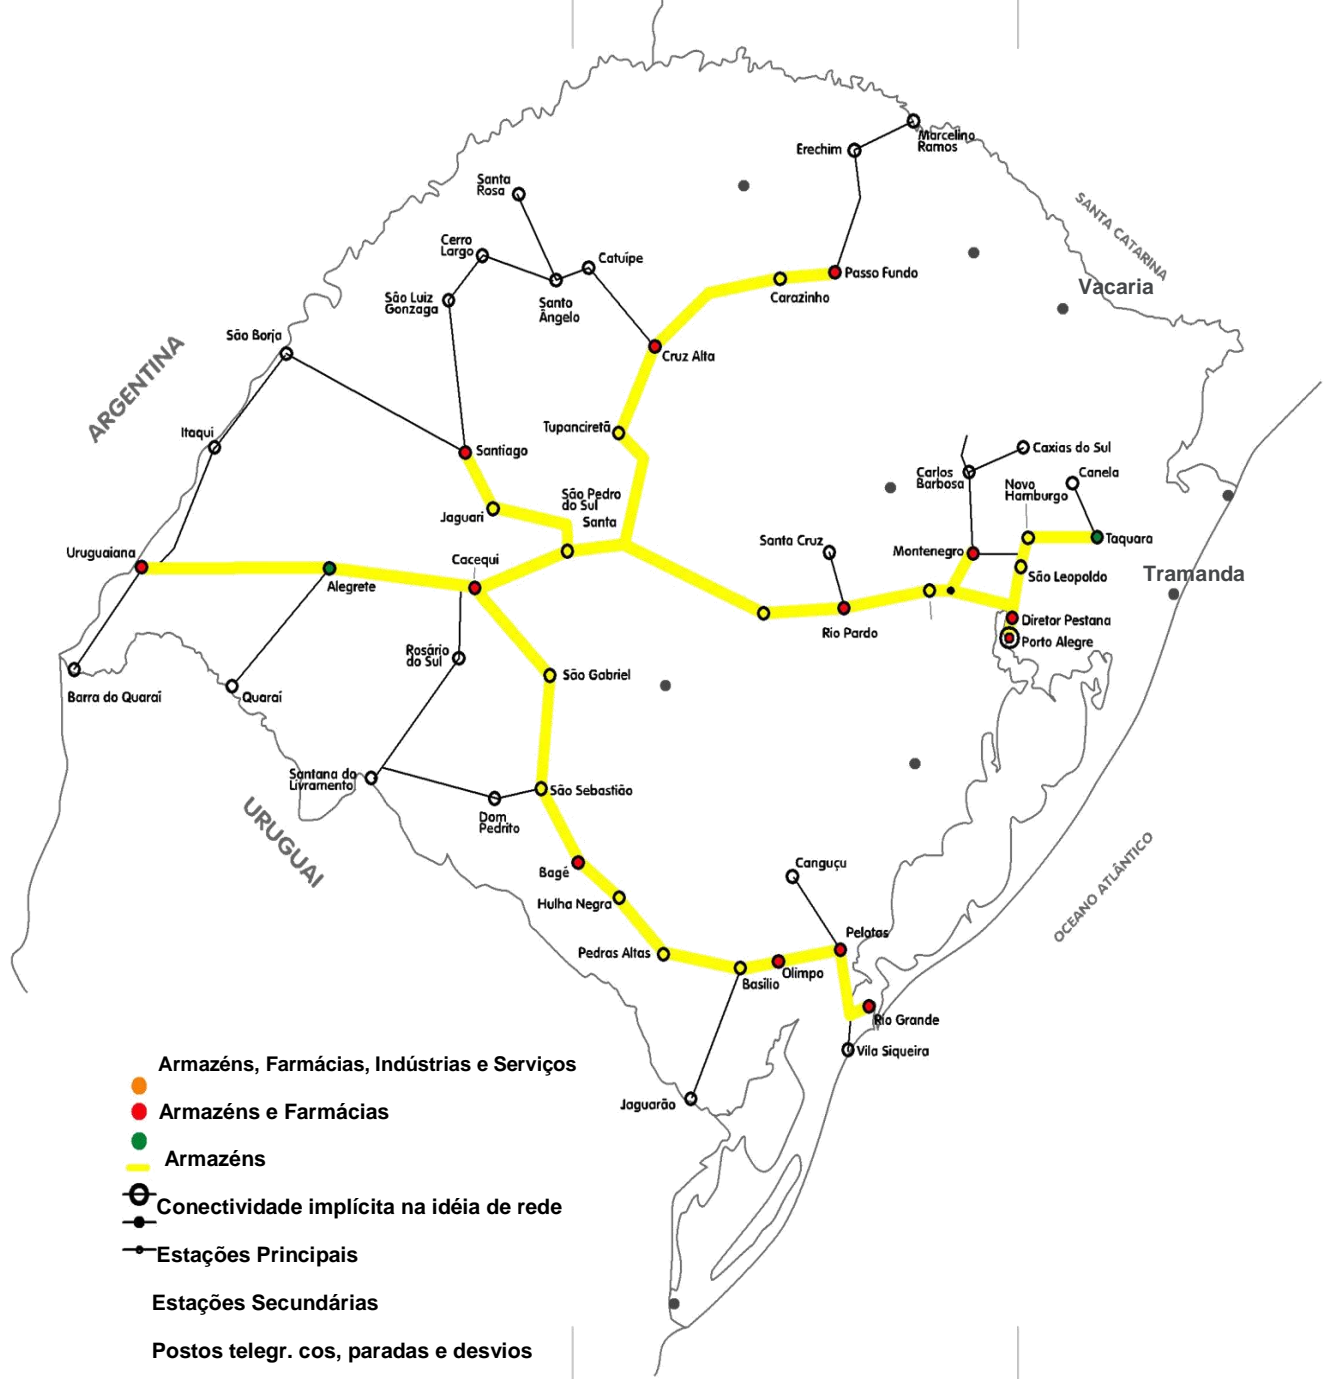 Marcelino
Ramos
Erechim
Santa
Rosa
SANTA CATARINA
Cerro
Largo
Catuípe
Passo Fundo
Vacaria
São Luiz
Gonzaga
Santo
Ângelo
Carazinho
São Borja
Cruz Alta
ARGENTINA
Itaqui
Tupanciretã
Santiago
Caxias do Sul
Carlos
Barbosa
Canela
Novo
Hamburgo
São Pedro
do Sul
Jaguari
Santa
Uruguaiana
Cacequi
Santa Cruz
Montenegro
Taquara
Alegrete
São Leopoldo
Tramanda
Rio Pardo
Diretor Pestana
Porto Alegre
Rosário
do Sul
São Gabriel
Barra do Quaraí
Quaraí
Santana do
Livramento
São Sebastião
URUGUAI
Dom
Pedrito
Canguçu
OCEANO ATLÂNTICO
Bagé
Hulha Negra
Pelotas
Pedras Altas
Olimpo
Basílio
Rio Grande
Vila Siqueira
Jaguarão
Armazéns, Farmácias, Indústrias e Serviços
Armazéns e Farmácias
Armazéns
Conectividade implícita na idéia de rede
Estações Principais
Estações Secundárias
Postos telegr. cos, paradas e desvios